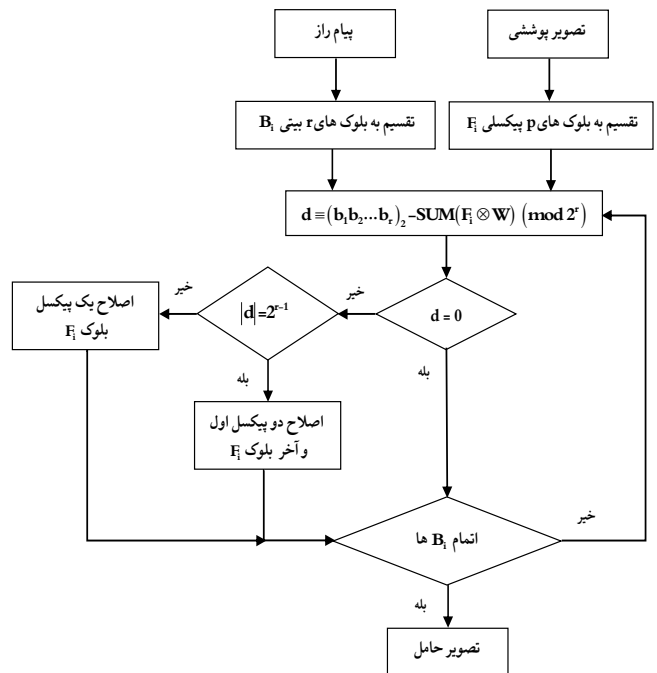 پیام راز
تصویر پوششی
تقسیم به بلوک های r بیتی Bᵢ
تقسیم به بلوک های p پیکسلی Fᵢ
d ≡ (b₁b₂...b_r)₂ –SUM(Fᵢ ⊗ W) (mod 2^r)
d = 0
خیر
بله
|d| =2^{r–1}
خیر
بله
اصلاح یک پیکسل
بلوک Fᵢ
اصلاح دو پیکسل اول
و آخر بلوک Fᵢ
اتمام Bᵢ ها
خیر
بله
تصویر حامل